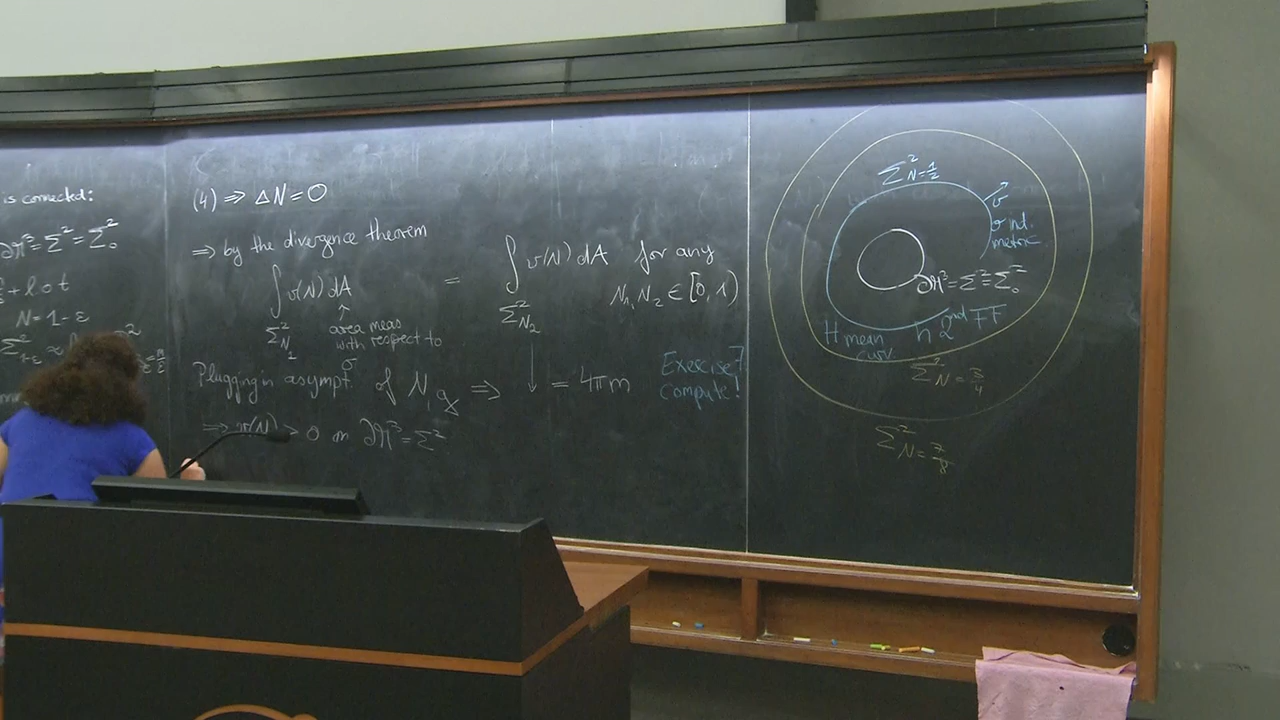 is connected:
∂M³ = Σ² = Σ²₀
+ l o t
N = 1 - ε
(4) ⇒ ΔN = 0
⇒ by the divergence theorem
∫_{Σ²_{N₁}} ν(N) dA = ∫_{Σ²_{N₂}} ν(N) dA for any
N₁, N₂ ∈ [0, 1)
↑
area meas
with respect to
σ
Plugging in asympt. of N, g ⇒ ↓ = 4πm
Exercise!
Compute!
⇒ ν(N) > 0 on ∂M³ = Σ²
Σ²_{N=1/2}
ν
σ ind.
metric
∂M³ = Σ² = Σ²₀
H mean
curv
h 2nd FF
Σ²_{N=3/4}
Σ²_{N=7/8}